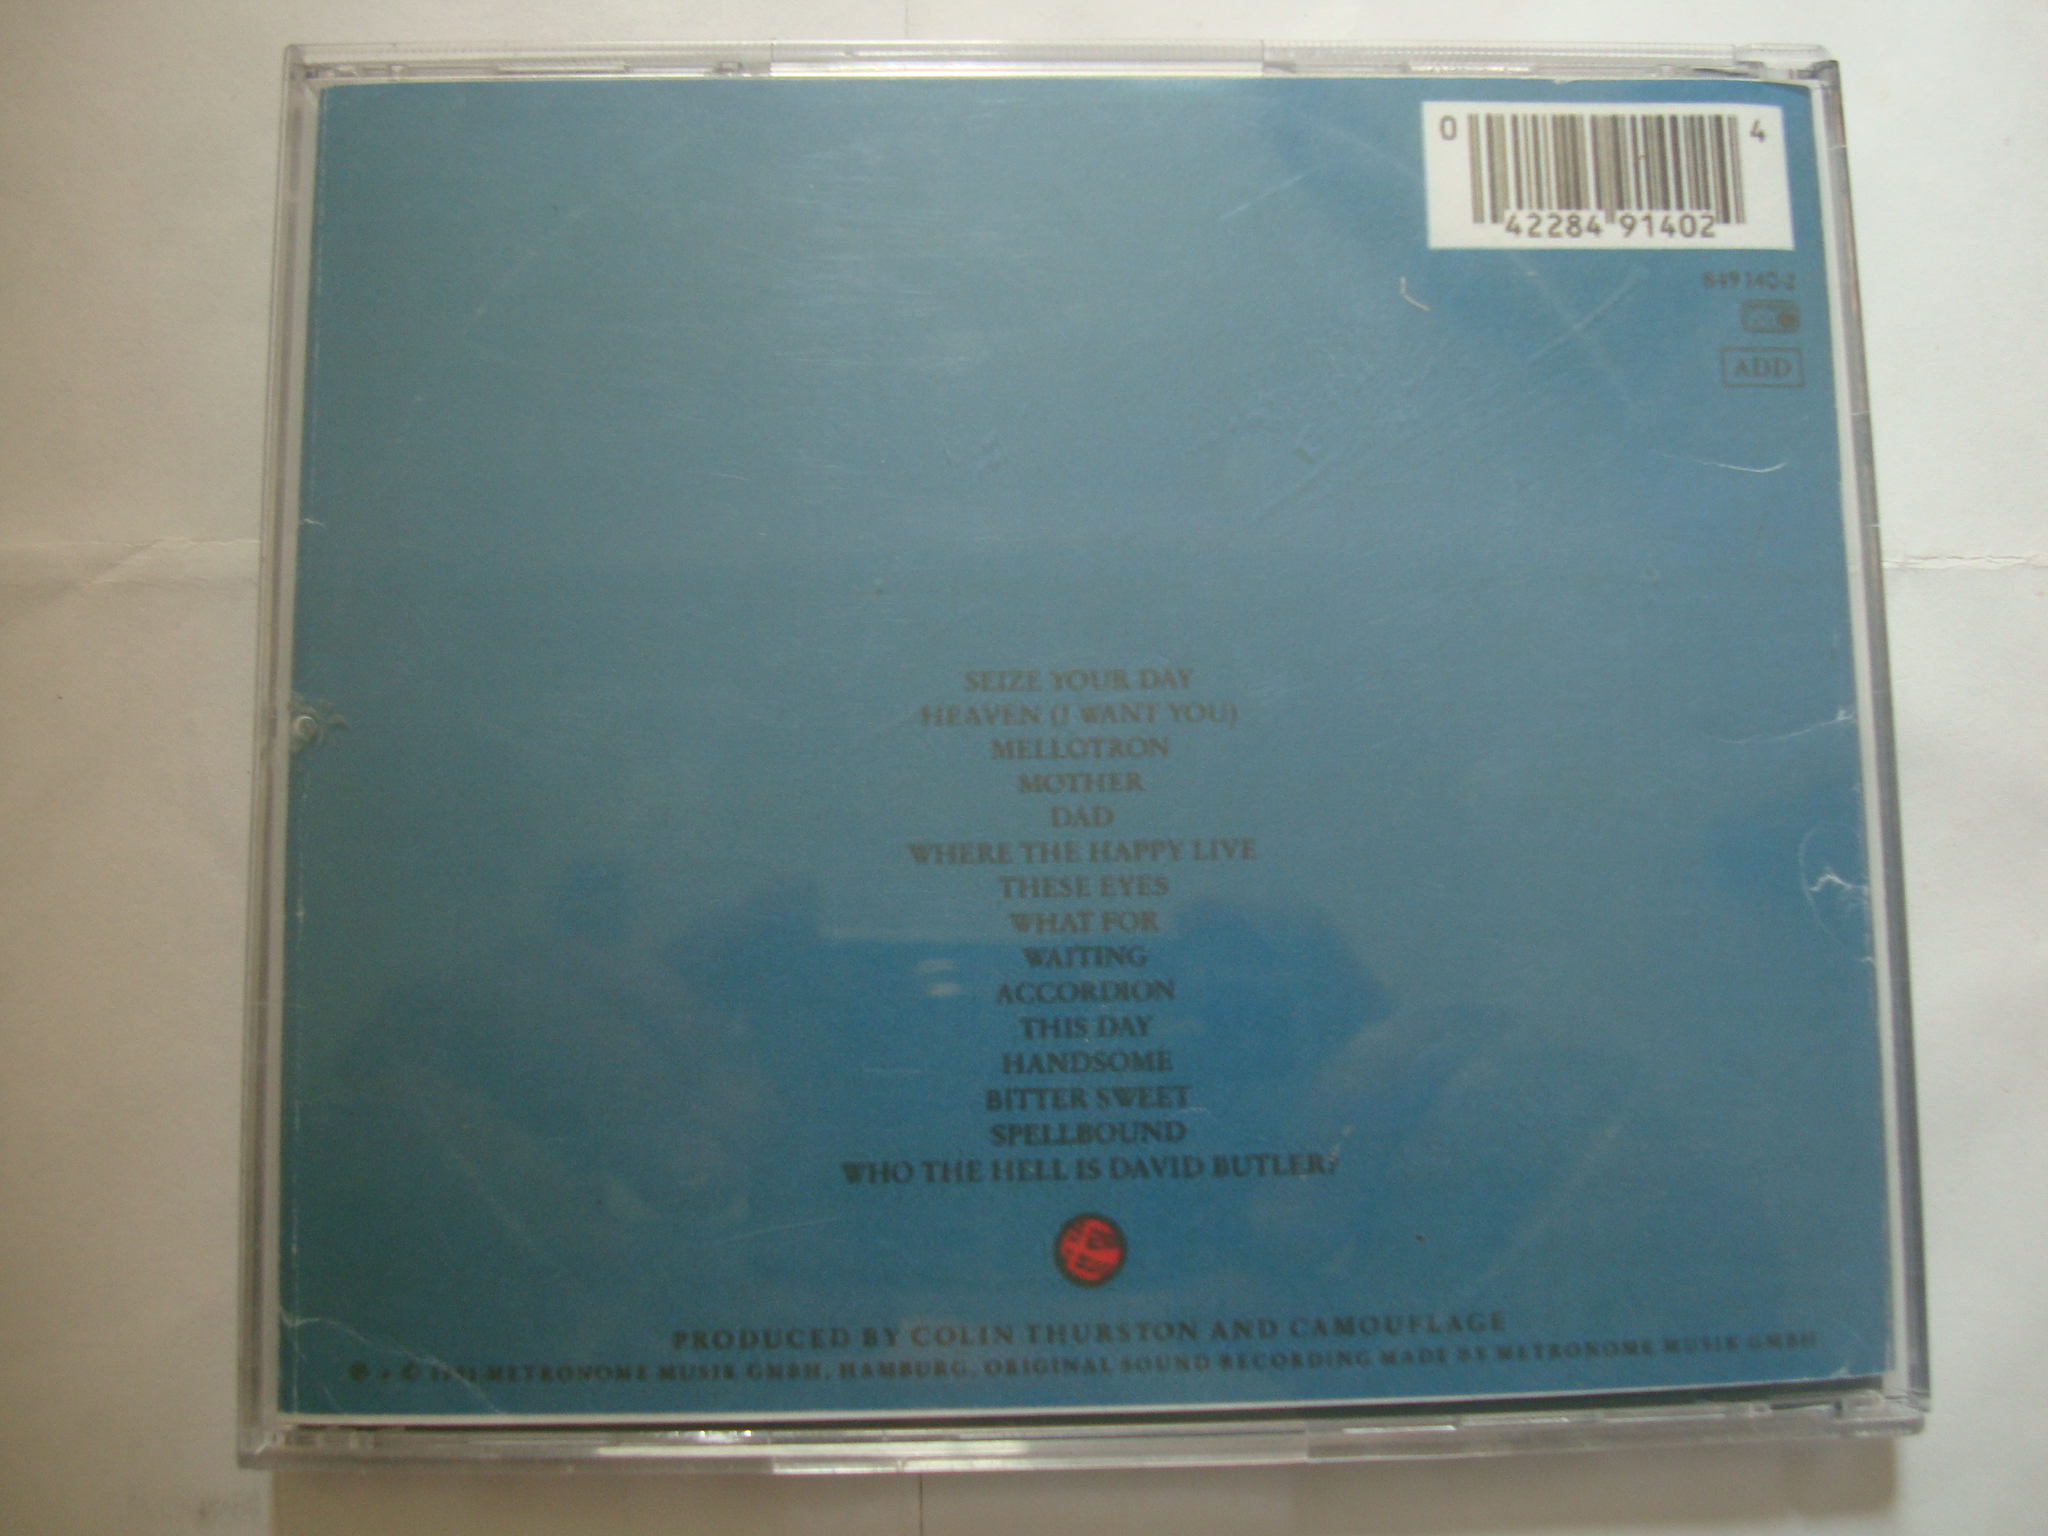 0 4
42284 91402
849 140-2
ADD
SEIZE YOUR DAY
HEAVEN (I WANT YOU)
MELLOTRON
MOTHER
DAD
WHERE THE HAPPY LIVE
THESE EYES
WHAT FOR
WAITING
ACCORDION
THIS DAY
HANDSOME
BITTER SWEET
SPELLBOUND
WHO THE HELL IS DAVID BUTLER?
PRODUCED BY COLIN THURSTON AND CAMOUFLAGE
℗ + © 1991 METRONOME MUSIK GMBH, HAMBURG, ORIGINAL SOUND RECORDING MADE BY METRONOME MUSIK GMBH